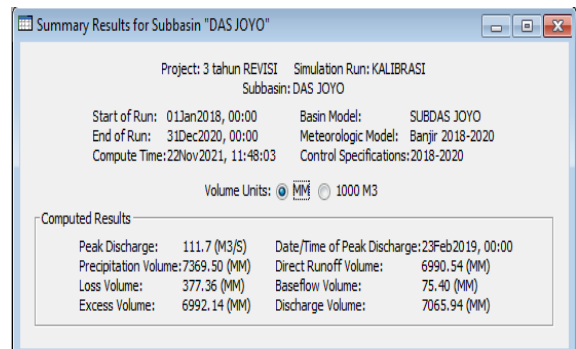 Summary Results for Subbasin "DAS JOYO"
Project: 3 tahun REVISI Simulation Run: KALIBRASI
Subbasin: DAS JOYO
Start of Run: 01Jan2018, 00:00 Basin Model: SUBDAS JOYO
End of Run: 31Dec2020, 00:00 Meteorologic Model: Banjir 2018-2020
Compute Time:22Nov2021, 11:48:03 Control Specifications:2018-2020
Volume Units: MM 1000 M3
Computed Results
Peak Discharge: 111.7 (M3/S) Date/Time of Peak Discharge:23Feb2019, 00:00
Precipitation Volume:7369.50 (MM) Direct Runoff Volume: 6990.54 (MM)
Loss Volume: 377.36 (MM) Baseflow Volume: 75.40 (MM)
Excess Volume: 6992.14 (MM) Discharge Volume: 7065.94 (MM)